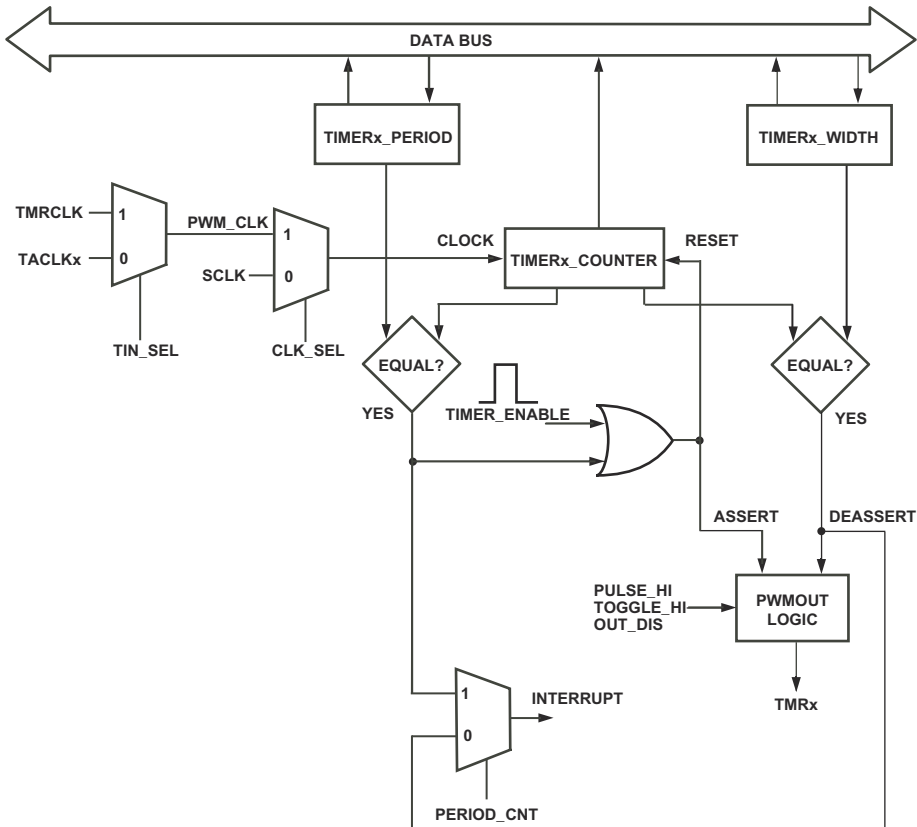 DATA BUS
TIMERx_PERIOD
TIMERx_WIDTH
TMRCLK
1
PWM_CLK
1
CLOCK
RESET
TACLKx
0
SCLK
0
TIMERx_COUNTER
TIN_SEL
CLK_SEL
EQUAL?
EQUAL?
YES
TIMER_ENABLE
YES
ASSERT
DEASSERT
PULSE_HI
TOGGLE_HI
OUT_DIS
PWMOUT
LOGIC
1
INTERRUPT
TMRx
0
PERIOD_CNT